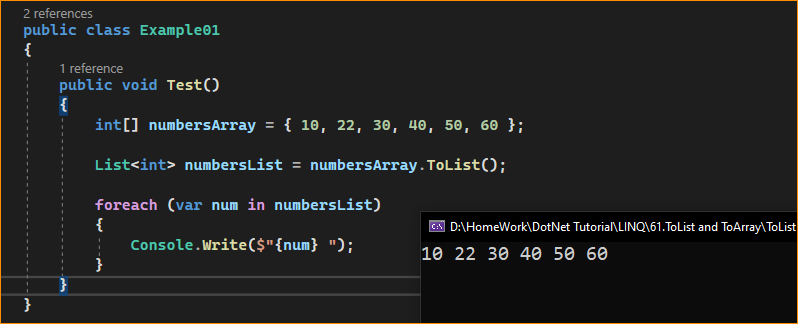 2 references
public class Example01
{
1 reference
public void Test()
{
int[] numbersArray = { 10, 22, 30, 40, 50, 60 };
List<int> numbersList = numbersArray.ToList();
foreach (var num in numbersList)
{
Console.Write($"{num} ");
}
}
}
D:\HomeWork\DotNet Tutorial\LINQ\61.ToList and ToArray\ToList
10 22 30 40 50 60